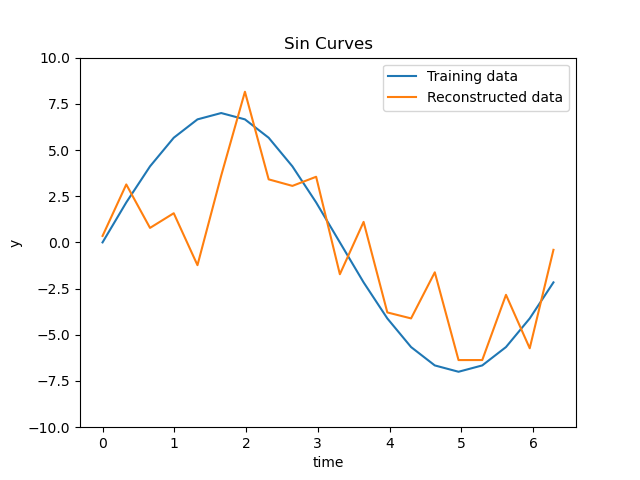 Sin Curves
Training data
Reconstructed data
10.0
7.5
5.0
2.5
0.0
−2.5
−5.0
−7.5
−10.0
y
0 1 2 3 4 5 6
time